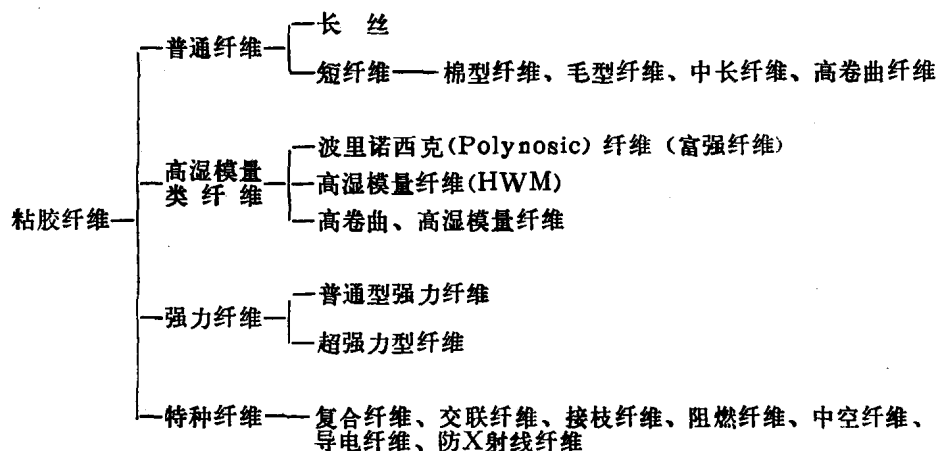 长 丝
普通纤维
短纤维 棉型纤维、毛型纤维、中长纤维、高卷曲纤维
波里诺西克(Polynosic) 纤维 (富强纤维)
高湿模量
类 纤 维
高湿模量纤维(HWM)
粘胶纤维
高卷曲、高湿模量纤维
普通型强力纤维
强力纤维
超强力型纤维
特种纤维 复合纤维、交联纤维、接枝纤维、阻燃纤维、中空纤维、
导电纤维、防X射线纤维